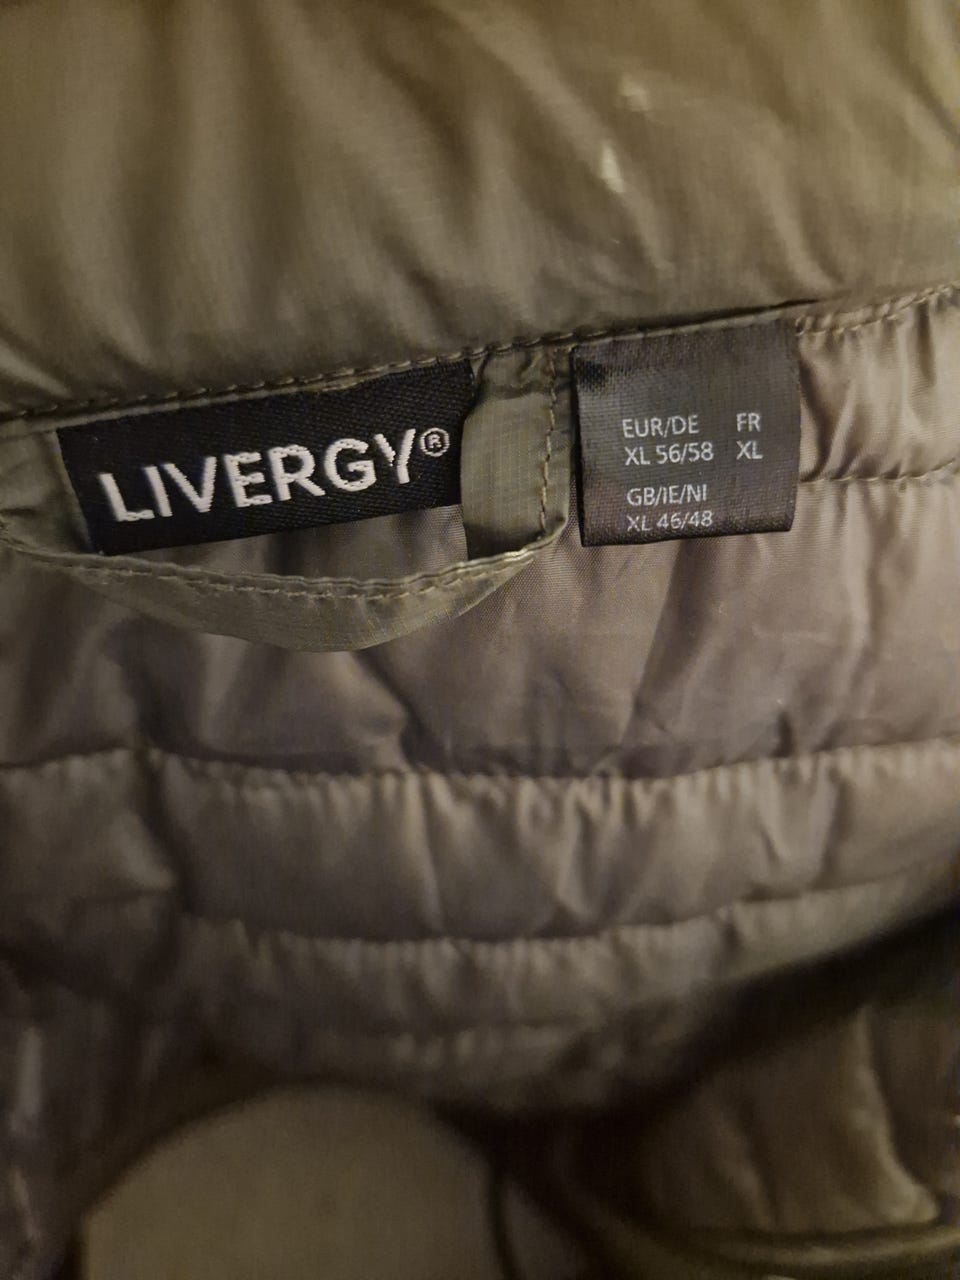 LIVERGY®
EUR/DE FR
XL 56/58 XL
GB/IE/NI
XL 46/48